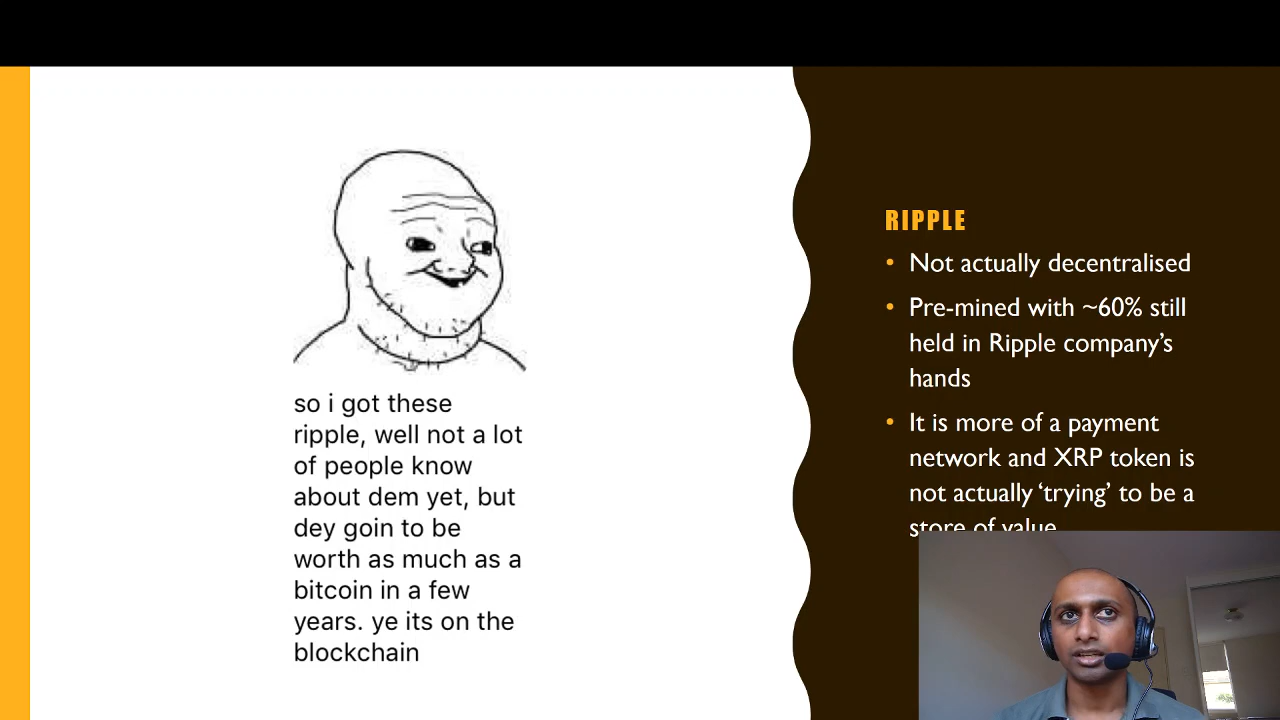 so i got these
ripple, well not a lot
of people know
about dem yet, but
dey goin to be
worth as much as a
bitcoin in a few
years. ye its on the
blockchain
RIPPLE
• Not actually decentralised
• Pre-mined with ~60% still
held in Ripple company's
hands
• It is more of a payment
network and XRP token is
not actually ‘trying’ to be a
store of value